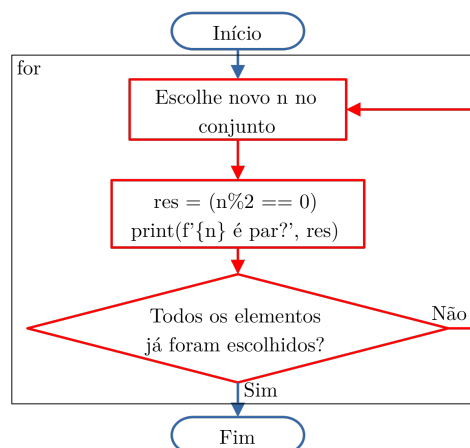 Início
for
Escolhe novo n no
conjunto
res = (n%2 == 0)
print(f'{n} é par?', res)
Todos os elementos
já foram escolhidos?
Não
Sim
Fim